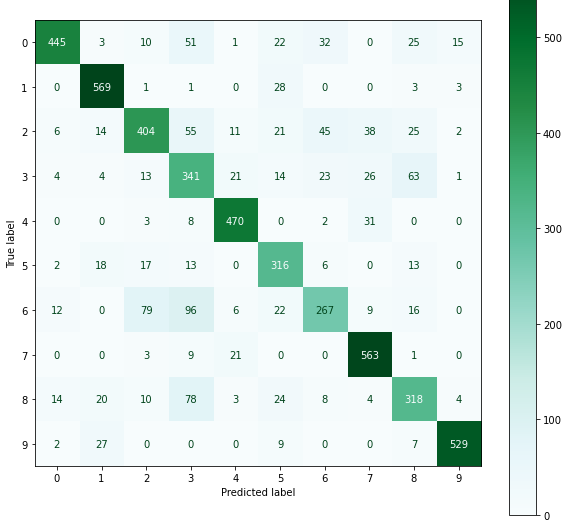 0 445 3 10 51 1 22 32 0 25 15
1 0 569 1 1 0 28 0 0 3 3
2 6 14 404 55 11 21 45 38 25 2
3 4 4 13 341 21 14 23 26 63 1
4 0 0 3 8 470 0 2 31 0 0
5 2 18 17 13 0 316 6 0 13 0
6 12 0 79 96 6 22 267 9 16 0
7 0 0 3 9 21 0 0 563 1 0
8 14 20 10 78 3 24 8 4 318 4
9 2 27 0 0 0 9 0 0 7 529
0 1 2 3 4 5 6 7 8 9
Predicted label
True label
500
400
300
200
100
0